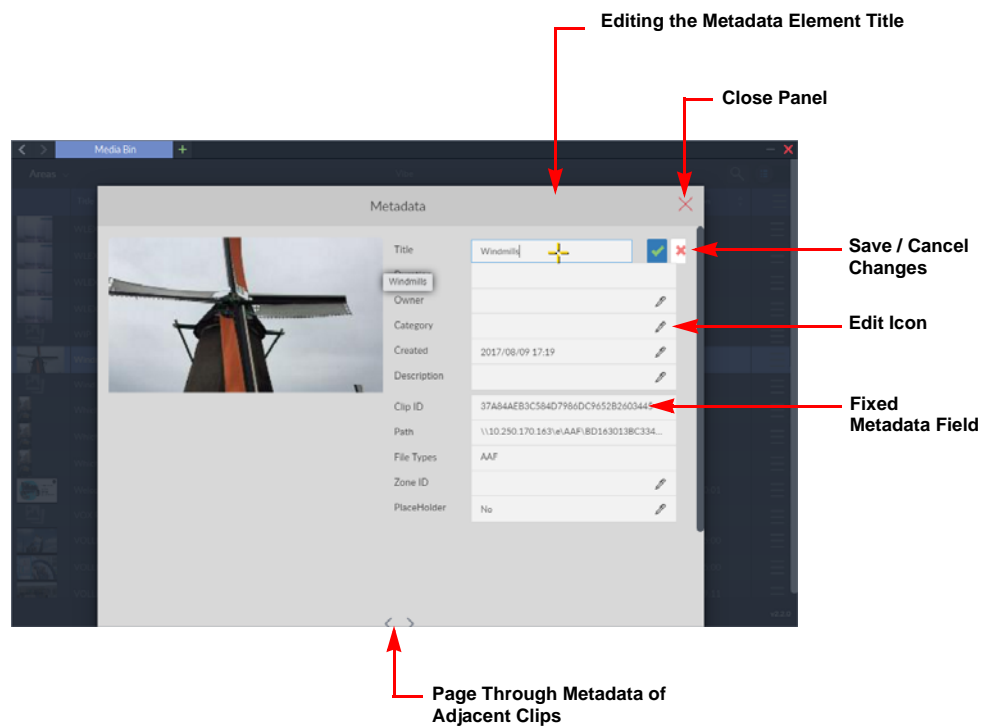 Editing the Metadata Element Title
Close Panel
Media Bin
Areas
Metadata
Title
Windmills
Save / Cancel
Changes
Windmills
Owner
Category
Edit Icon
Created
2017/08/09 17:19
Description
Clip ID
37A84AEB3C584D7986DC9652B2603445
Fixed
Metadata Field
Path
\\10.250.170.163\e\AAF\BD163013BC334...
File Types
AAF
Zone ID
PlaceHolder
No
Page Through Metadata of
Adjacent Clips